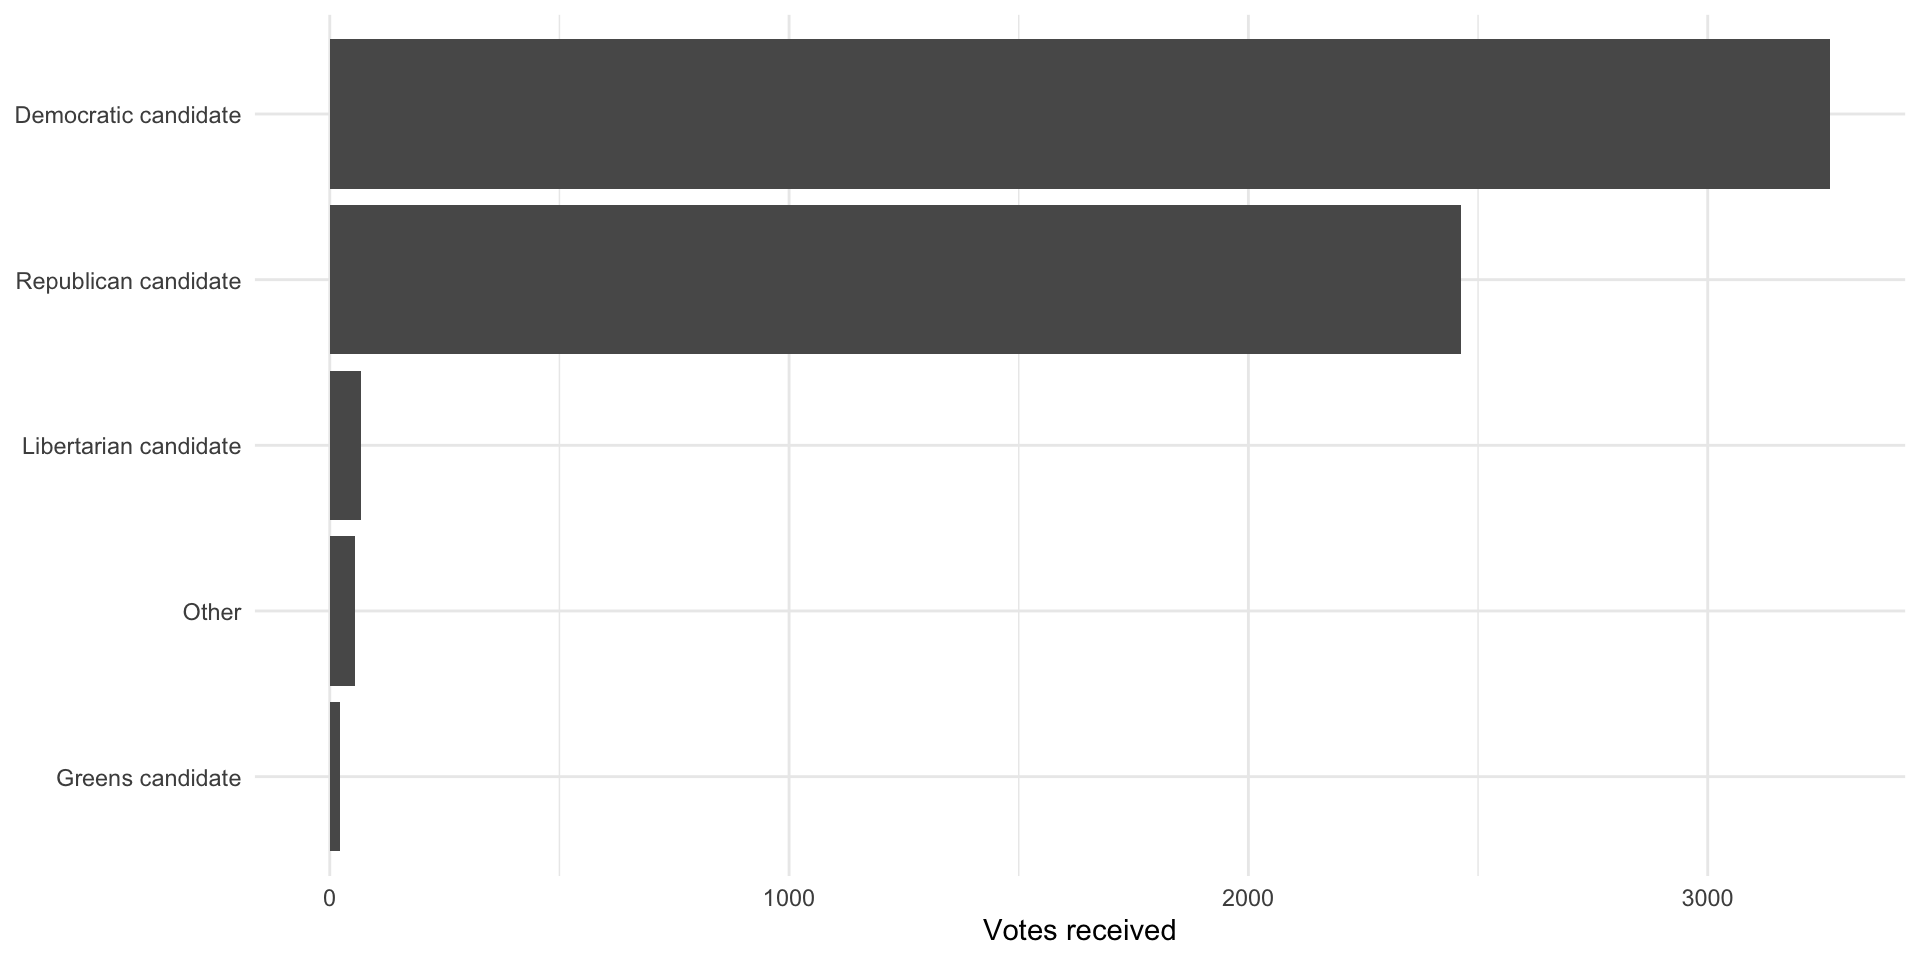 Democratic candidate
Republican candidate
Libertarian candidate
Other
Greens candidate
0 1000 2000 3000
Votes received